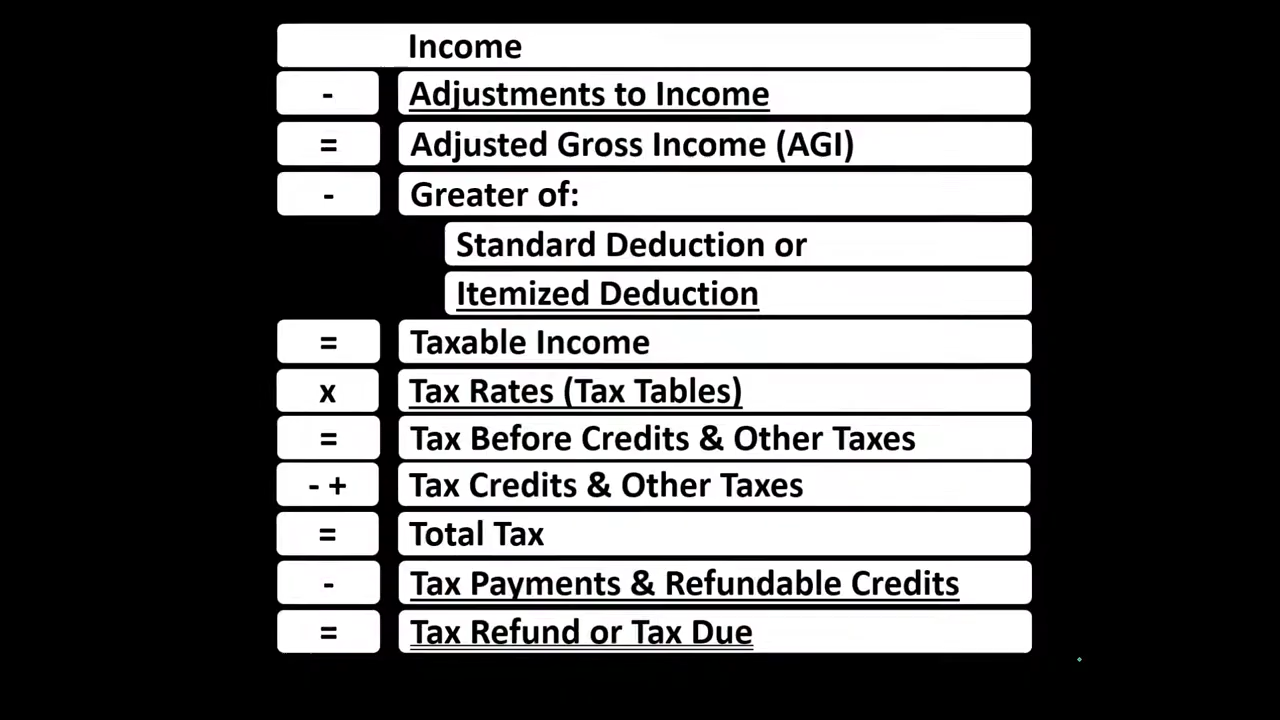 Income
- Adjustments to Income
= Adjusted Gross Income (AGI)
- Greater of:
Standard Deduction or
Itemized Deduction
= Taxable Income
x Tax Rates (Tax Tables)
= Tax Before Credits & Other Taxes
- + Tax Credits & Other Taxes
= Total Tax
- Tax Payments & Refundable Credits
= Tax Refund or Tax Due